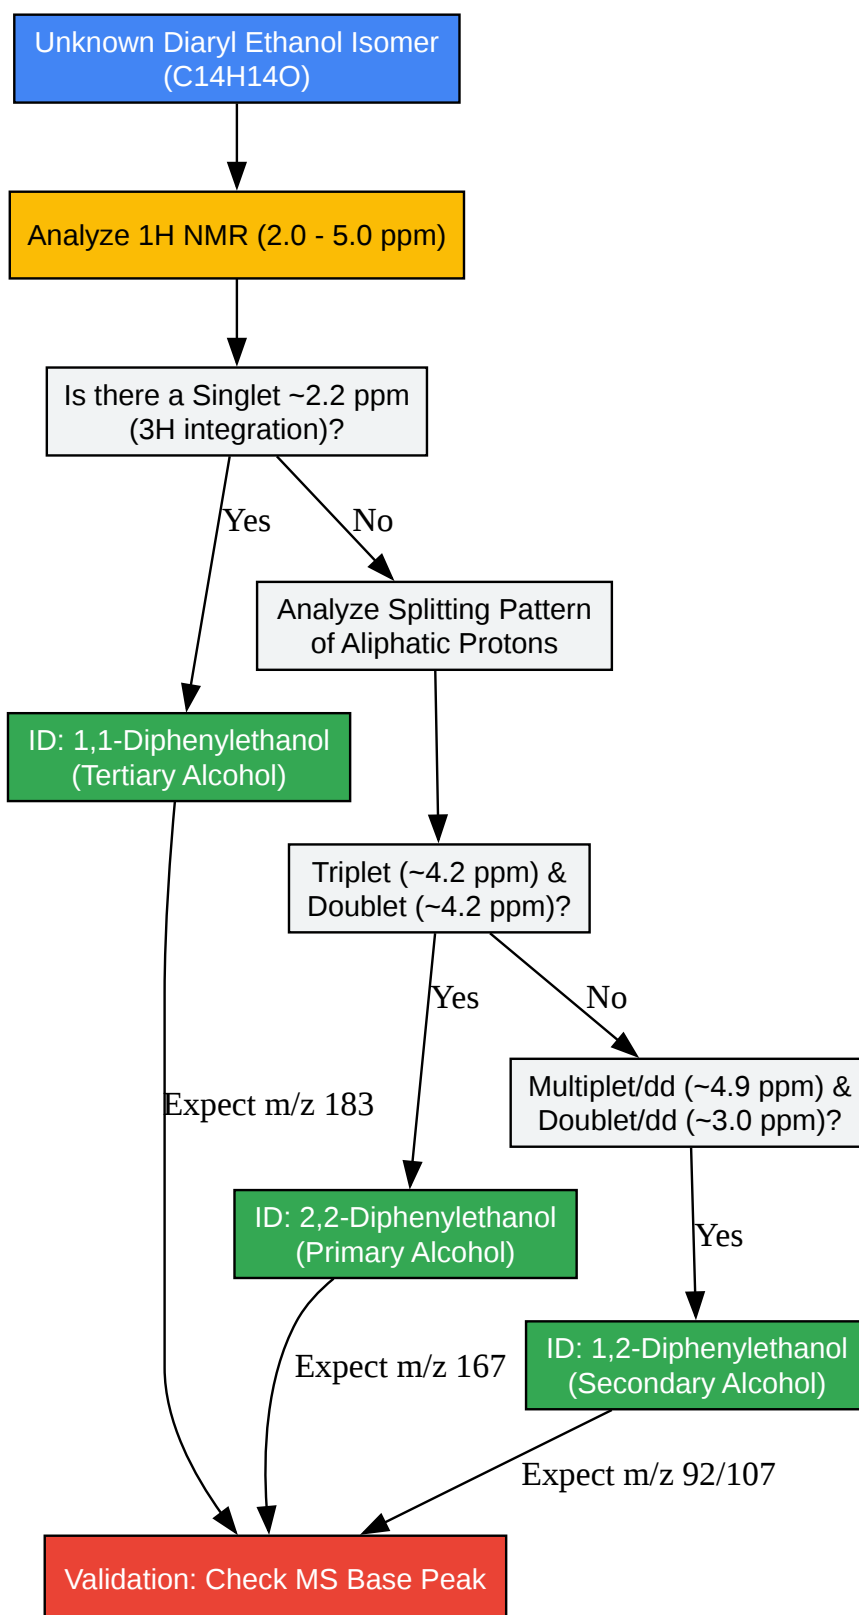 Unknown Diaryl Ethanol Isomer
(C14H14O)
Analyze 1H NMR (2.0 - 5.0 ppm)
Is there a Singlet ~2.2 ppm
(3H integration)?
Yes
No
Analyze Splitting Pattern
of Aliphatic Protons
ID: 1,1-Diphenylethanol
(Tertiary Alcohol)
Triplet (~4.2 ppm) &
Doublet (~4.2 ppm)?
Yes
No
Multiplet/dd (~4.9 ppm) &
Doublet/dd (~3.0 ppm)?
Expect m/z 183
ID: 2,2-Diphenylethanol
(Primary Alcohol)
Yes
ID: 1,2-Diphenylethanol
(Secondary Alcohol)
Expect m/z 167
Expect m/z 92/107
Validation: Check MS Base Peak